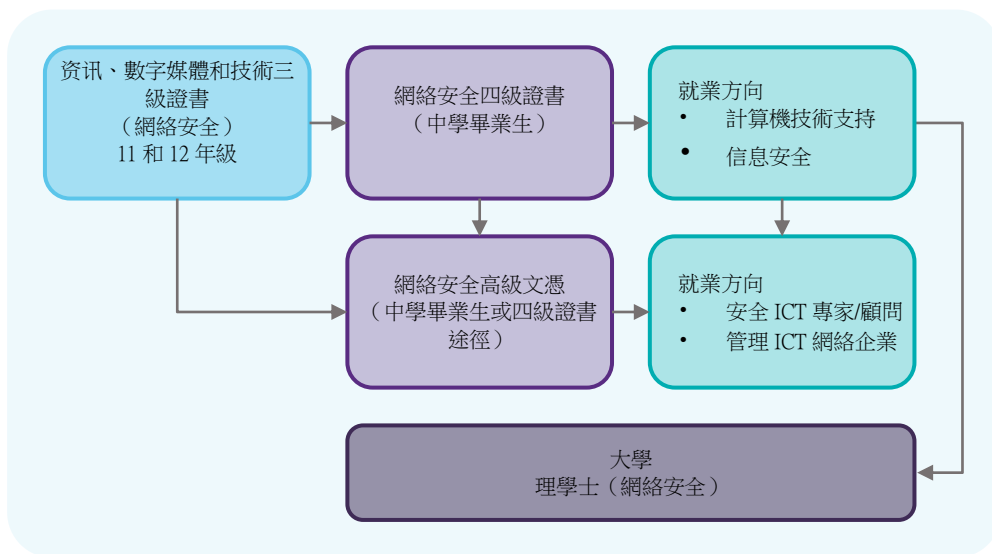 资讯、數字媒體和技術三
級證書
（網絡安全）
11 和 12 年級
網絡安全四級證書
（中學畢業生）
就業方向
• 計算機技術支持
• 信息安全
網絡安全高級文憑
（中學畢業生或四級證書
途徑）
就業方向
• 安全 ICT 專家/顧問
• 管理 ICT 網絡企業
大學
理學士（網絡安全）